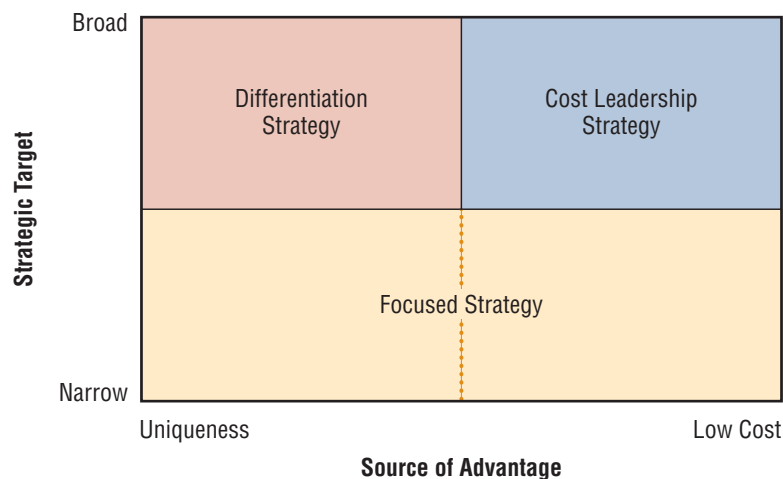 Broad
Differentiation
Strategy
Cost Leadership
Strategy
Strategic Target
Focused Strategy
Narrow
Uniqueness
Low Cost
Source of Advantage